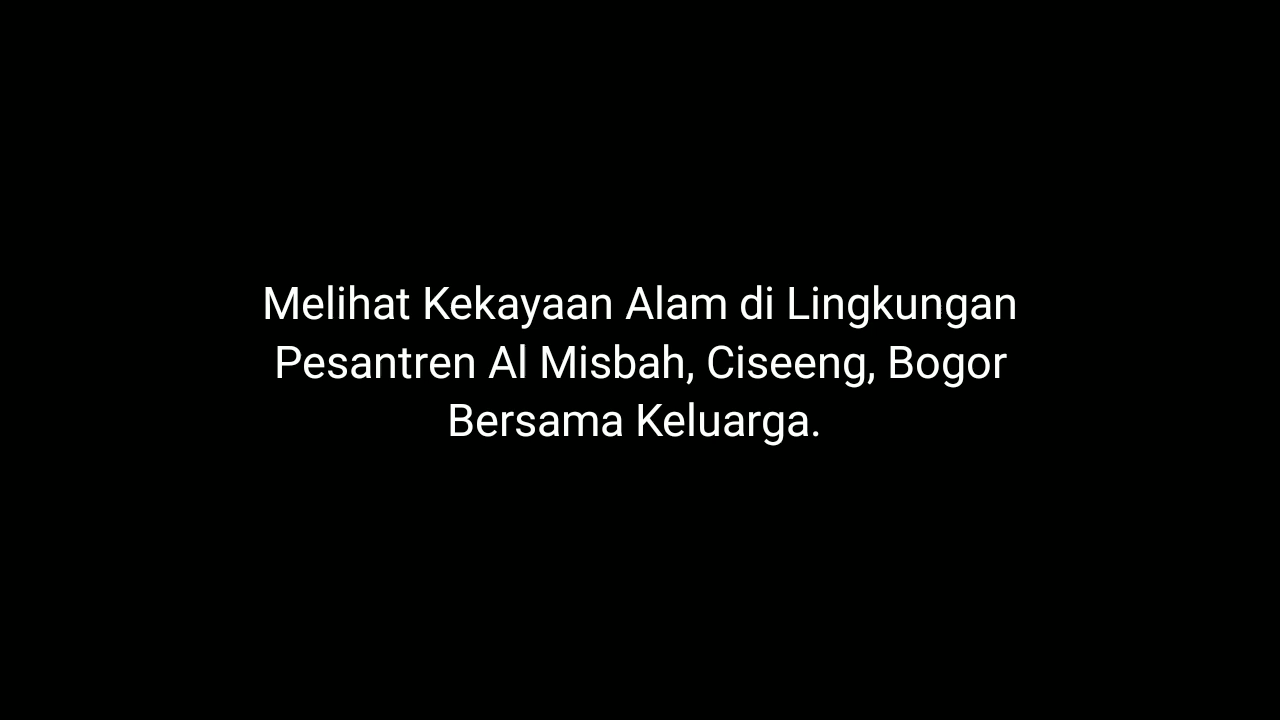 Melihat Kekayaan Alam di Lingkungan
Pesantren Al Misbah, Ciseeng, Bogor
Bersama Keluarga.